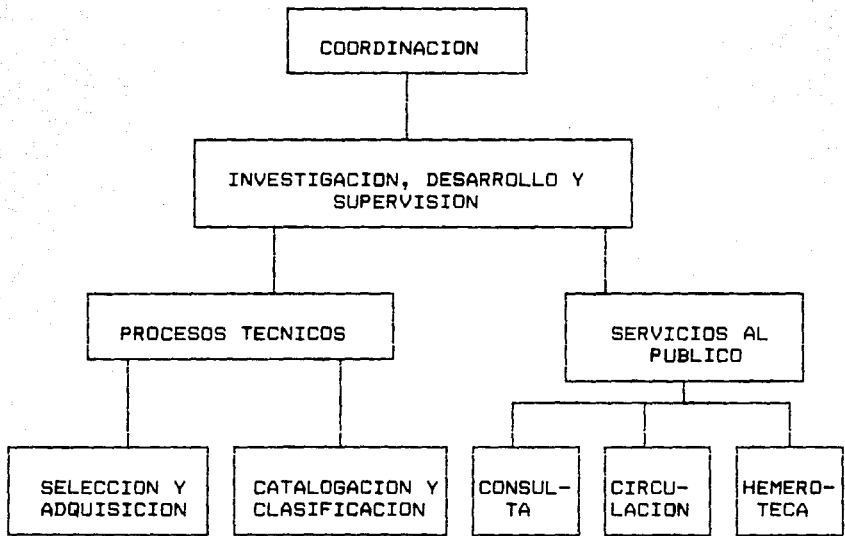 COORDINACION
INVESTIGACION, DESARROLLO Y
SUPERVISION
PROCESOS TECNICOS
SERVICIOS AL
PUBLICO
SELECCION Y
ADQUISICION
CATALOGACION Y
CLASIFICACION
CONSUL-
TA
CIRCU-
LACION
HEMERO-
TECA